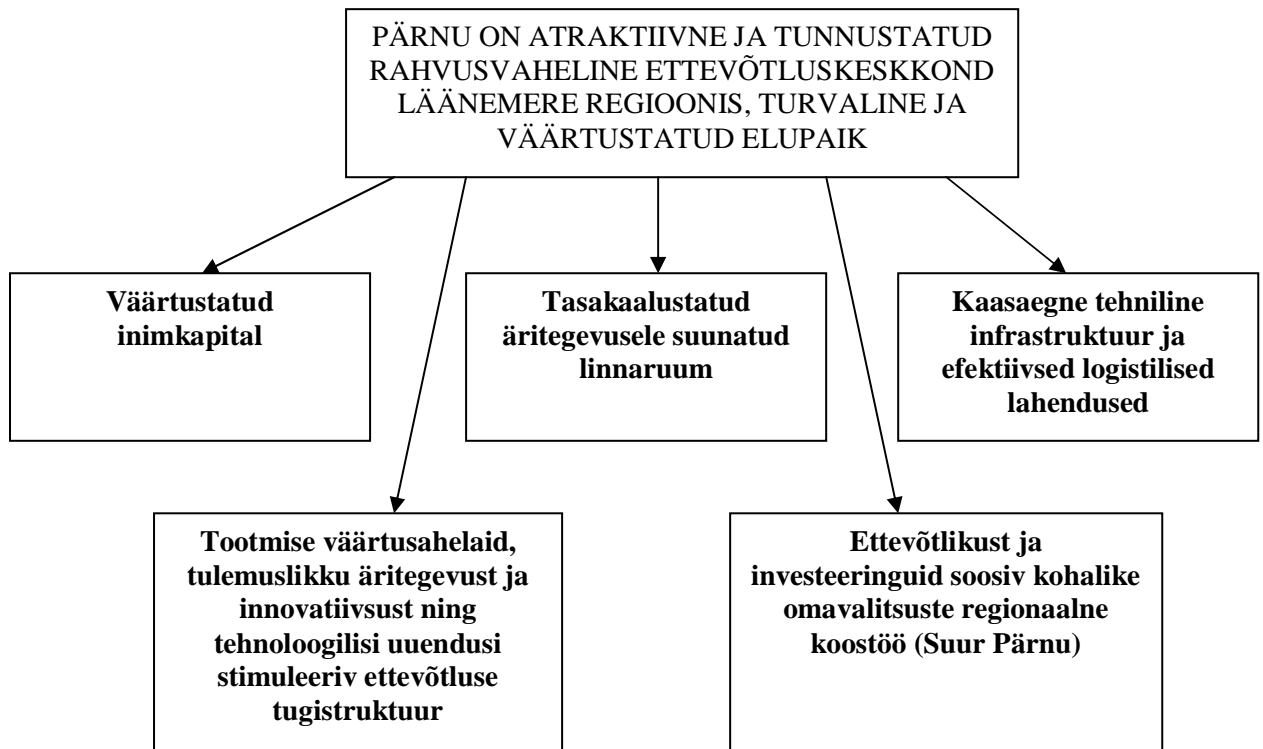 PÄRNU ON ATRAKTIIVNE JA TUNNUSTATUD
RAHVUSVAHELINE ETTEVÕTLUSKESKKOND
LÄÄNEMERE REGIOONIS, TURVALINE JA
VÄÄRTUSTATUD ELUPAIK
Väärtustatud
inimkapital
Tasakaalustatud
äritegevusele suunatud
linnaruum
Kaasaegne tehniline
infrastruktuur ja
efektiivsed logistilised
lahendused
Tootmise väärtusahelaid,
tulemuslikku äritegevust ja
innovatiivsust ning
tehnoloogilisi uuendusi
stimuleeriv ettevõtluse
tugistruktuur
Ettevõtlikust ja
investeeringuid soosiv kohalike
omavalitsuste regionaalne
koostöö (Suur Pärnu)